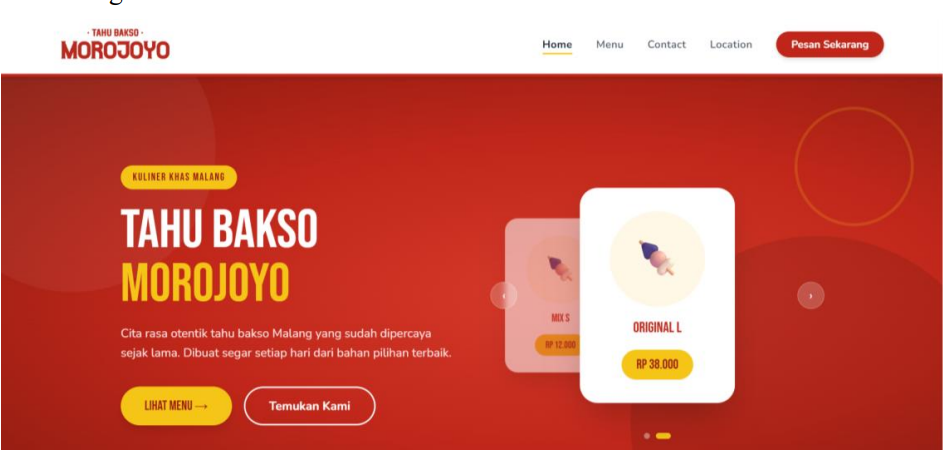 · TAHU BAKSO ·
MOROJOYO
Home
Menu
Contact
Location
Pesan Sekarang
KULINER KHAS MALANG
TAHU BAKSO
MOROJOYO
Cita rasa otentik tahu bakso Malang yang sudah dipercaya
sejak lama. Dibuat segar setiap hari dari bahan pilihan terbaik.
LIHAT MENU →
Temukan Kami
MIX S
RP 12.000
ORIGINAL L
RP 38.000